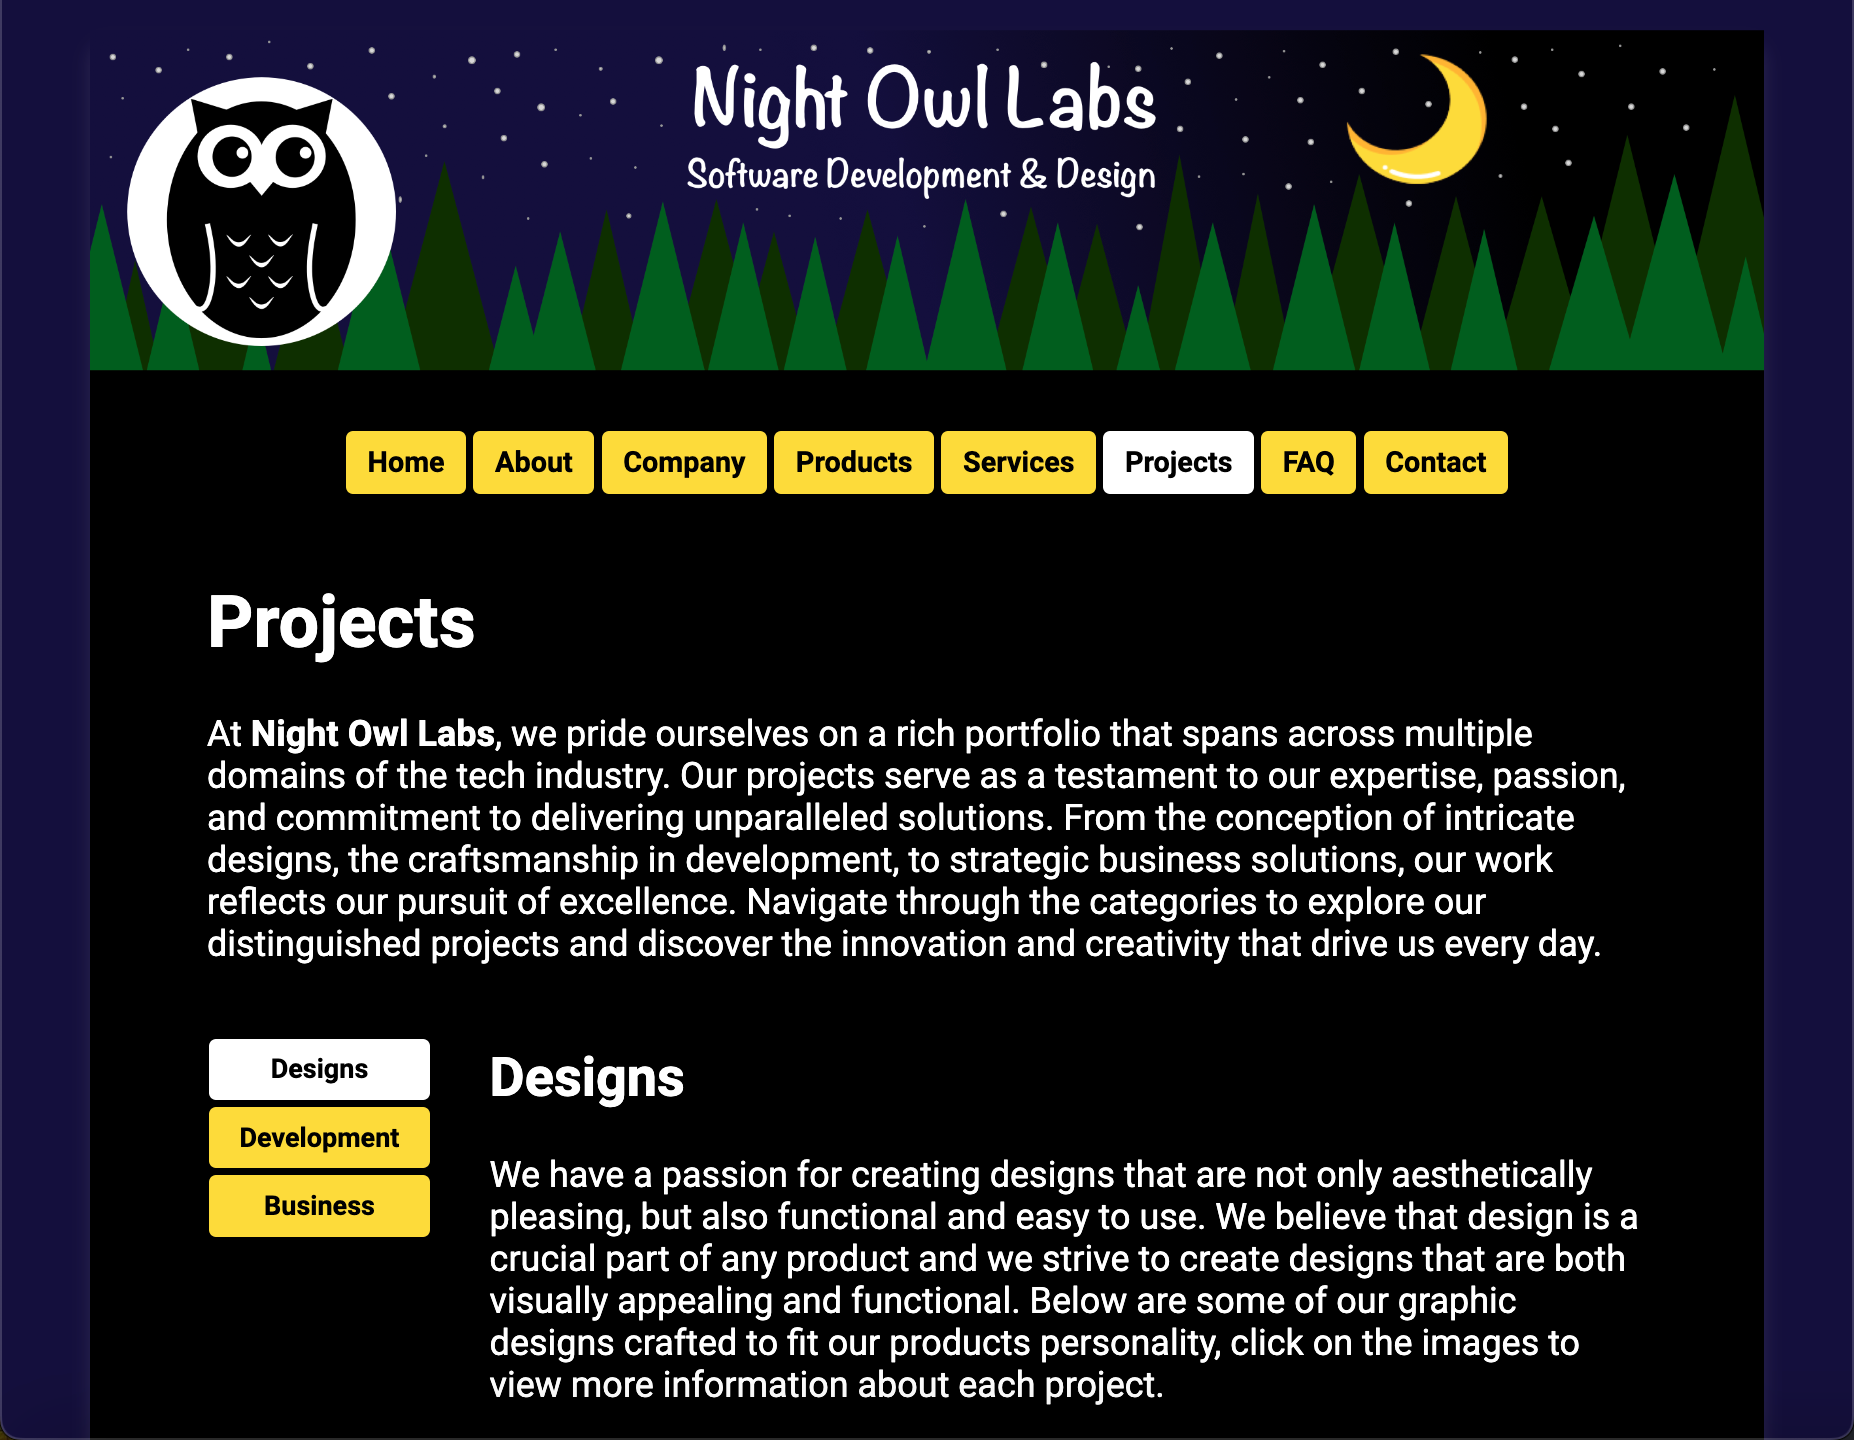 Night Owl Labs
Software Development & Design
Home About Company Products Services Projects FAQ Contact
Projects
At Night Owl Labs, we pride ourselves on a rich portfolio that spans across multiple
domains of the tech industry. Our projects serve as a testament to our expertise, passion,
and commitment to delivering unparalleled solutions. From the conception of intricate
designs, the craftsmanship in development, to strategic business solutions, our work
reflects our pursuit of excellence. Navigate through the categories to explore our
distinguished projects and discover the innovation and creativity that drive us every day.
Designs
Development
Business
Designs
We have a passion for creating designs that are not only aesthetically
pleasing, but also functional and easy to use. We believe that design is a
crucial part of any product and we strive to create designs that are both
visually appealing and functional. Below are some of our graphic
designs crafted to fit our products personality, click on the images to
view more information about each project.